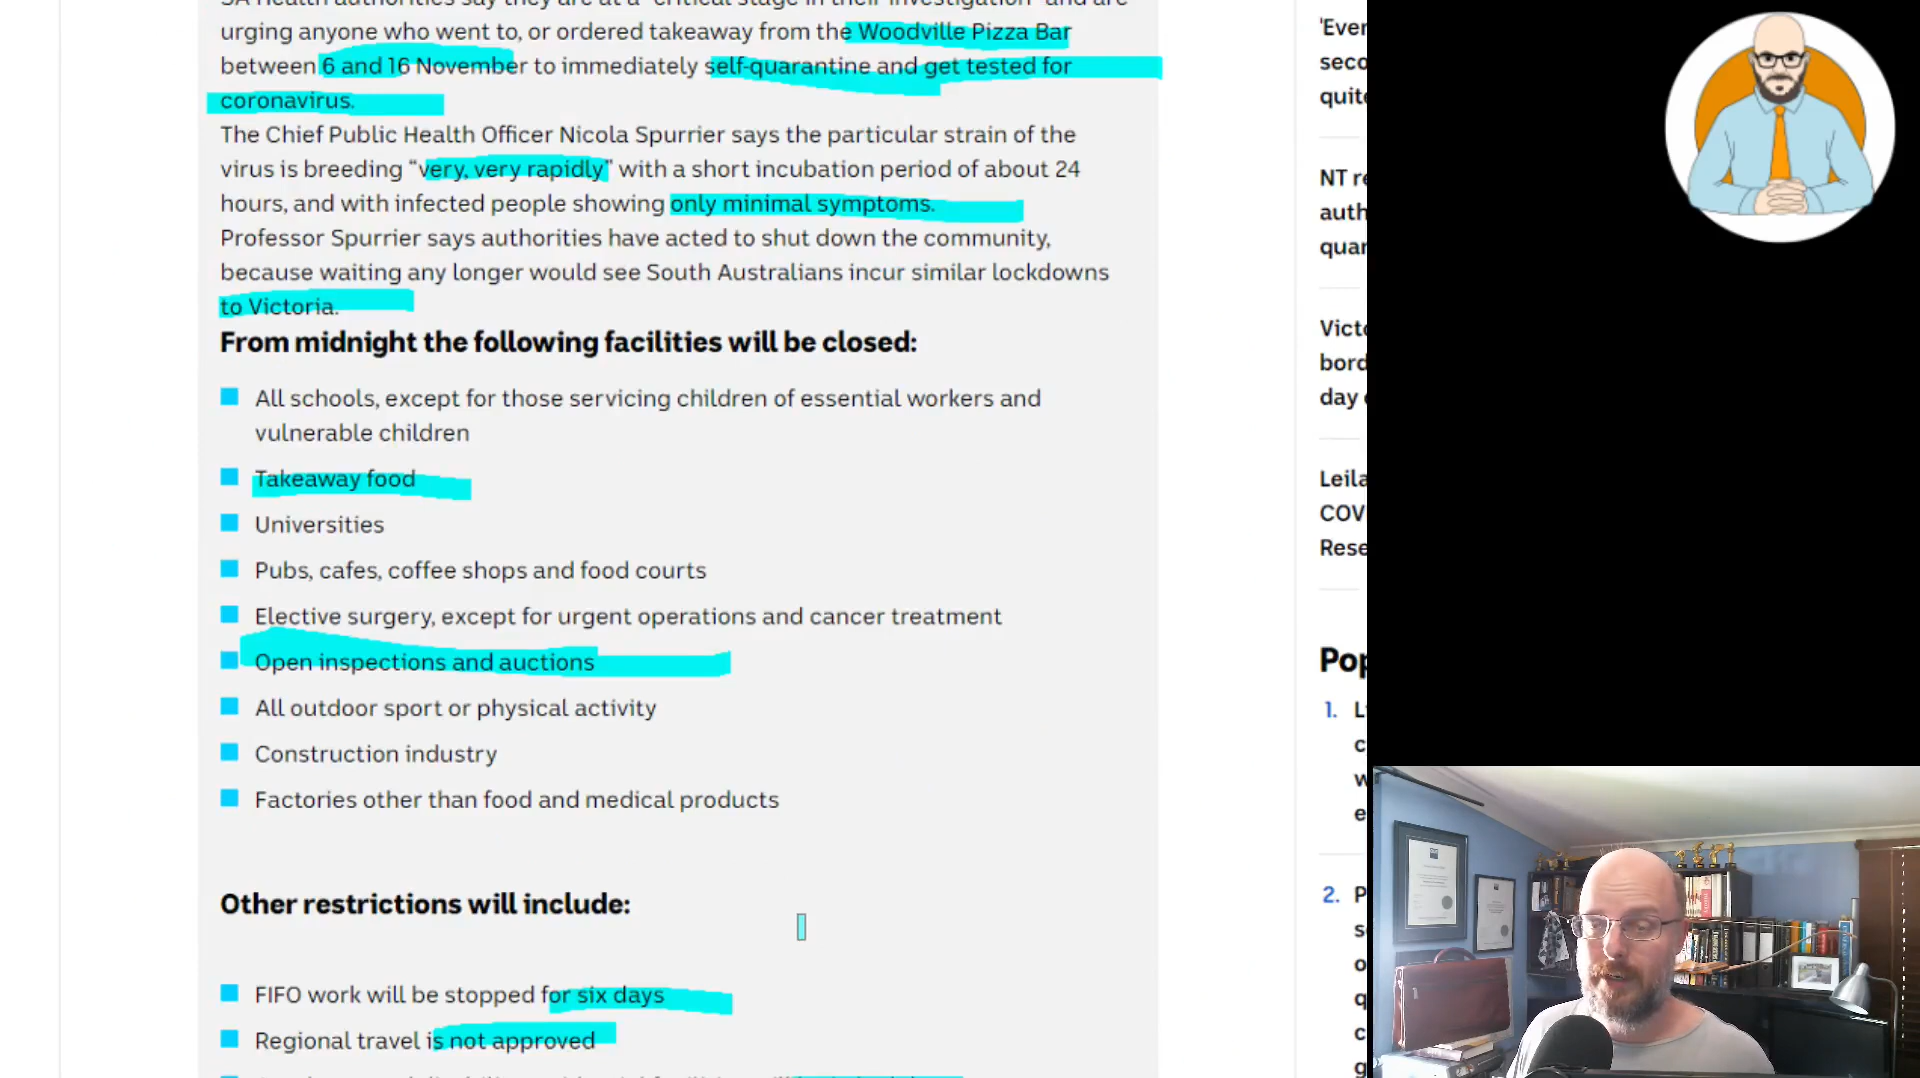 urging anyone who went to, or ordered takeaway from the Woodville Pizza Bar
between 6 and 16 November to immediately self-quarantine and get tested for
coronavirus.
The Chief Public Health Officer Nicola Spurrier says the particular strain of the
virus is breeding “very, very rapidly” with a short incubation period of about 24
hours, and with infected people showing only minimal symptoms.
Professor Spurrier says authorities have acted to shut down the community,
because waiting any longer would see South Australians incur similar lockdowns
to Victoria.
From midnight the following facilities will be closed:
All schools, except for those servicing children of essential workers and
vulnerable children
Takeaway food
Universities
Pubs, cafes, coffee shops and food courts
Elective surgery, except for urgent operations and cancer treatment
Open inspections and auctions
All outdoor sport or physical activity
Construction industry
Factories other than food and medical products
Other restrictions will include:
FIFO work will be stopped for six days
Regional travel is not approved
'Ever
seco
quite
NT re
auth
quar
Victo
bord
day
Leila
COV
Rese
Pop
1. L
c
w
e
2. P
s
o
q
c
g